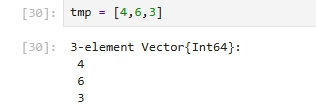 [30]: tmp = [4,6,3]
[30]: 3-element Vector{Int64}:
4
6
3